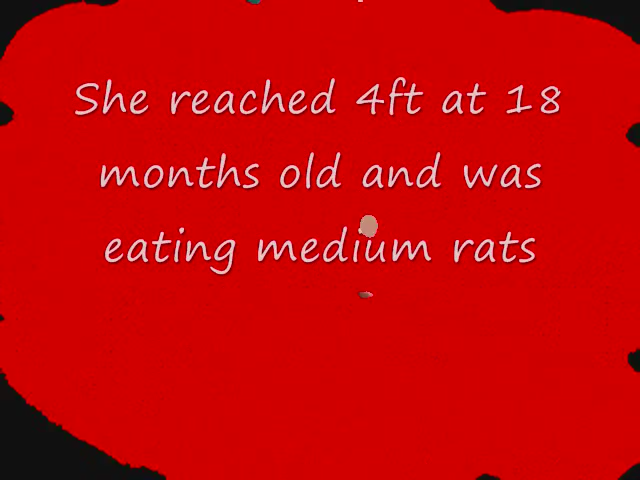 She reached 4ft at 18
months old and was
eating medium rats